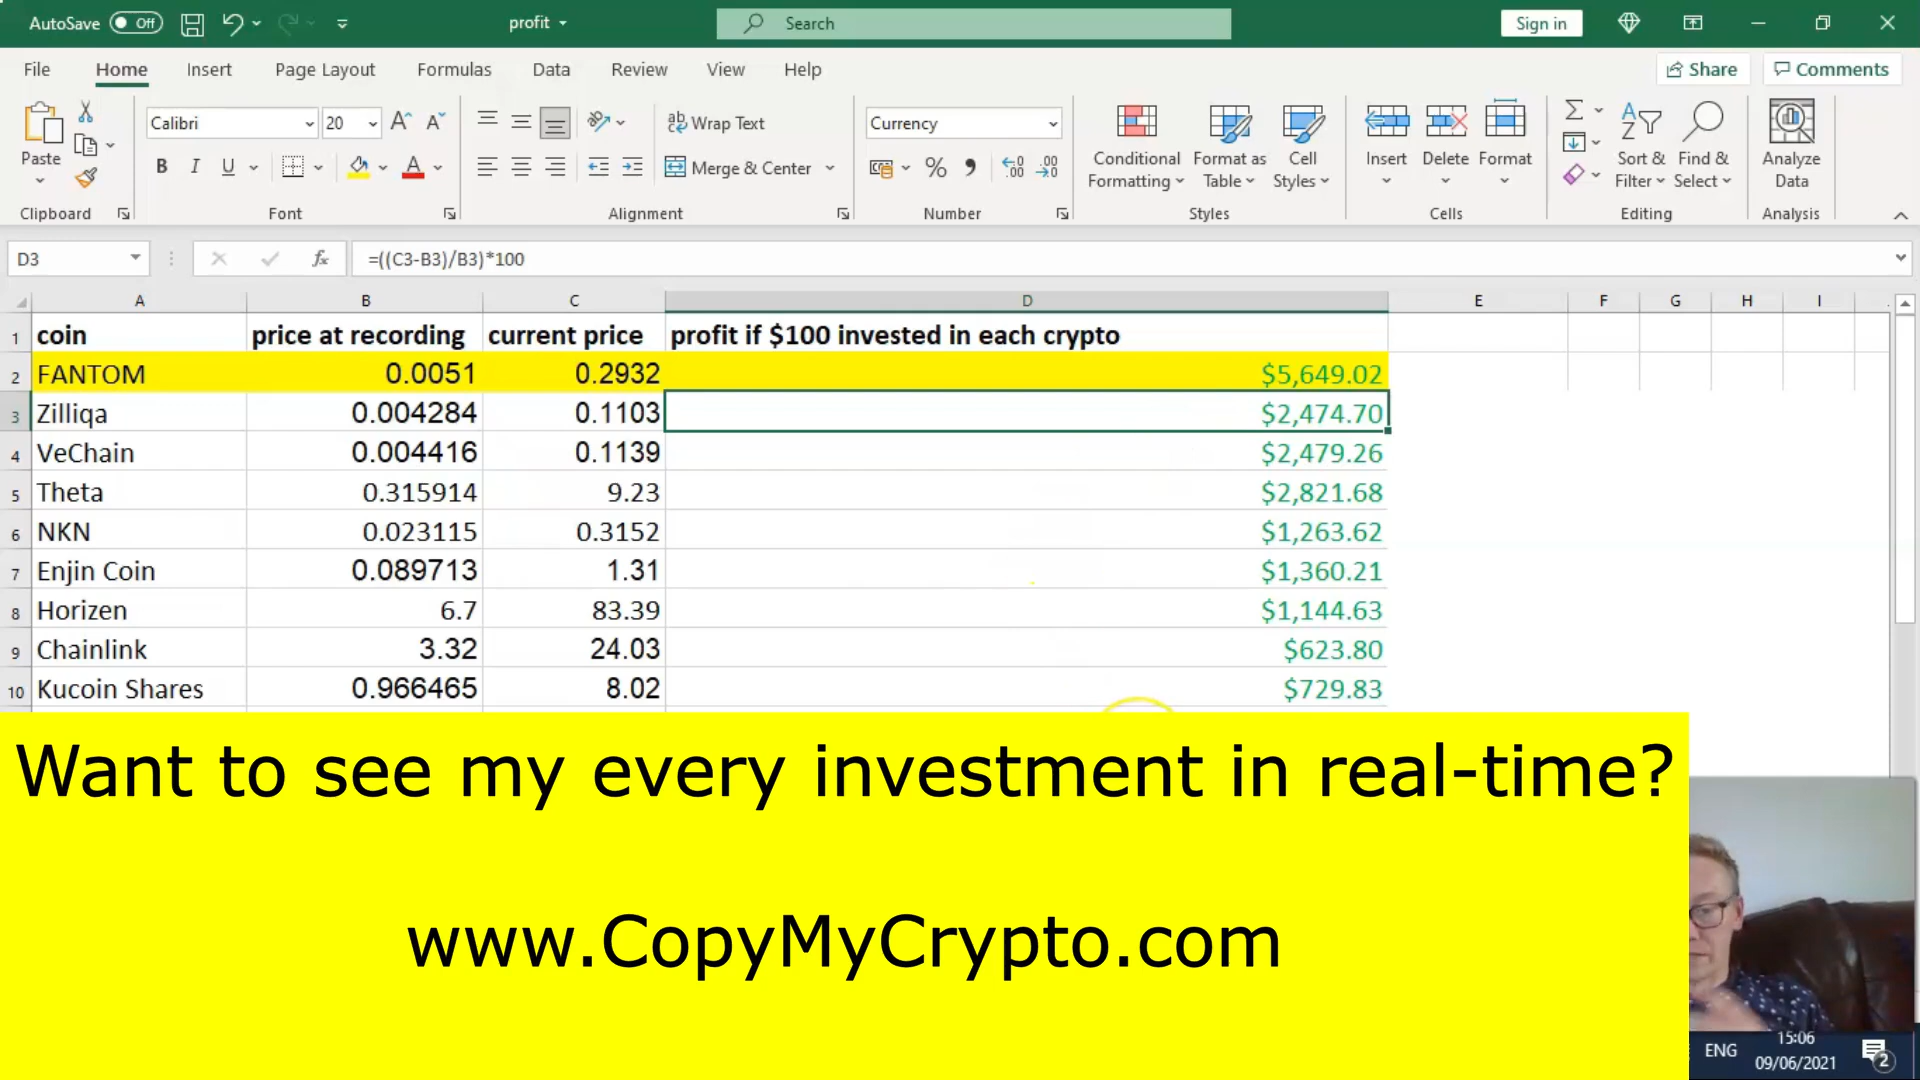 AutoSave Off profit Search Sign in
File Home Insert Page Layout Formulas Data Review View Help Share Comments
Paste Calibri 20 Wrap Text Currency Conditional Formatting Format as Table Cell Styles Insert Delete Format Sort & Filter Find & Select Analyze Data
B I U Merge & Center % 
Clipboard Font Alignment Number Styles Cells Editing Analysis
D3 fx =((C3-B3)/B3)*100
A B C D E F G H I
1 coin price at recording current price profit if $100 invested in each crypto
2 FANTOM 0.0051 0.2932 $5,649.02
3 Zilliqa 0.004284 0.1103 $2,474.70
4 VeChain 0.004416 0.1139 $2,479.26
5 Theta 0.315914 9.23 $2,821.68
6 NKN 0.023115 0.3152 $1,263.62
7 Enjin Coin 0.089713 1.31 $1,360.21
8 Horizen 6.7 83.39 $1,144.63
9 Chainlink 3.32 24.03 $623.80
10 Kucoin Shares 0.966465 8.02 $729.83
Want to see my every investment in real-time?
www.CopyMyCrypto.com
ENG 15:06
09/06/2021 2